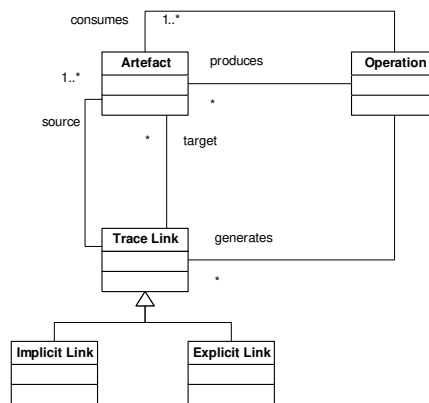 consumes 1..*
Artefact produces Operation
1..*
*
source
* target
Trace Link generates
*
Implicit Link Explicit Link